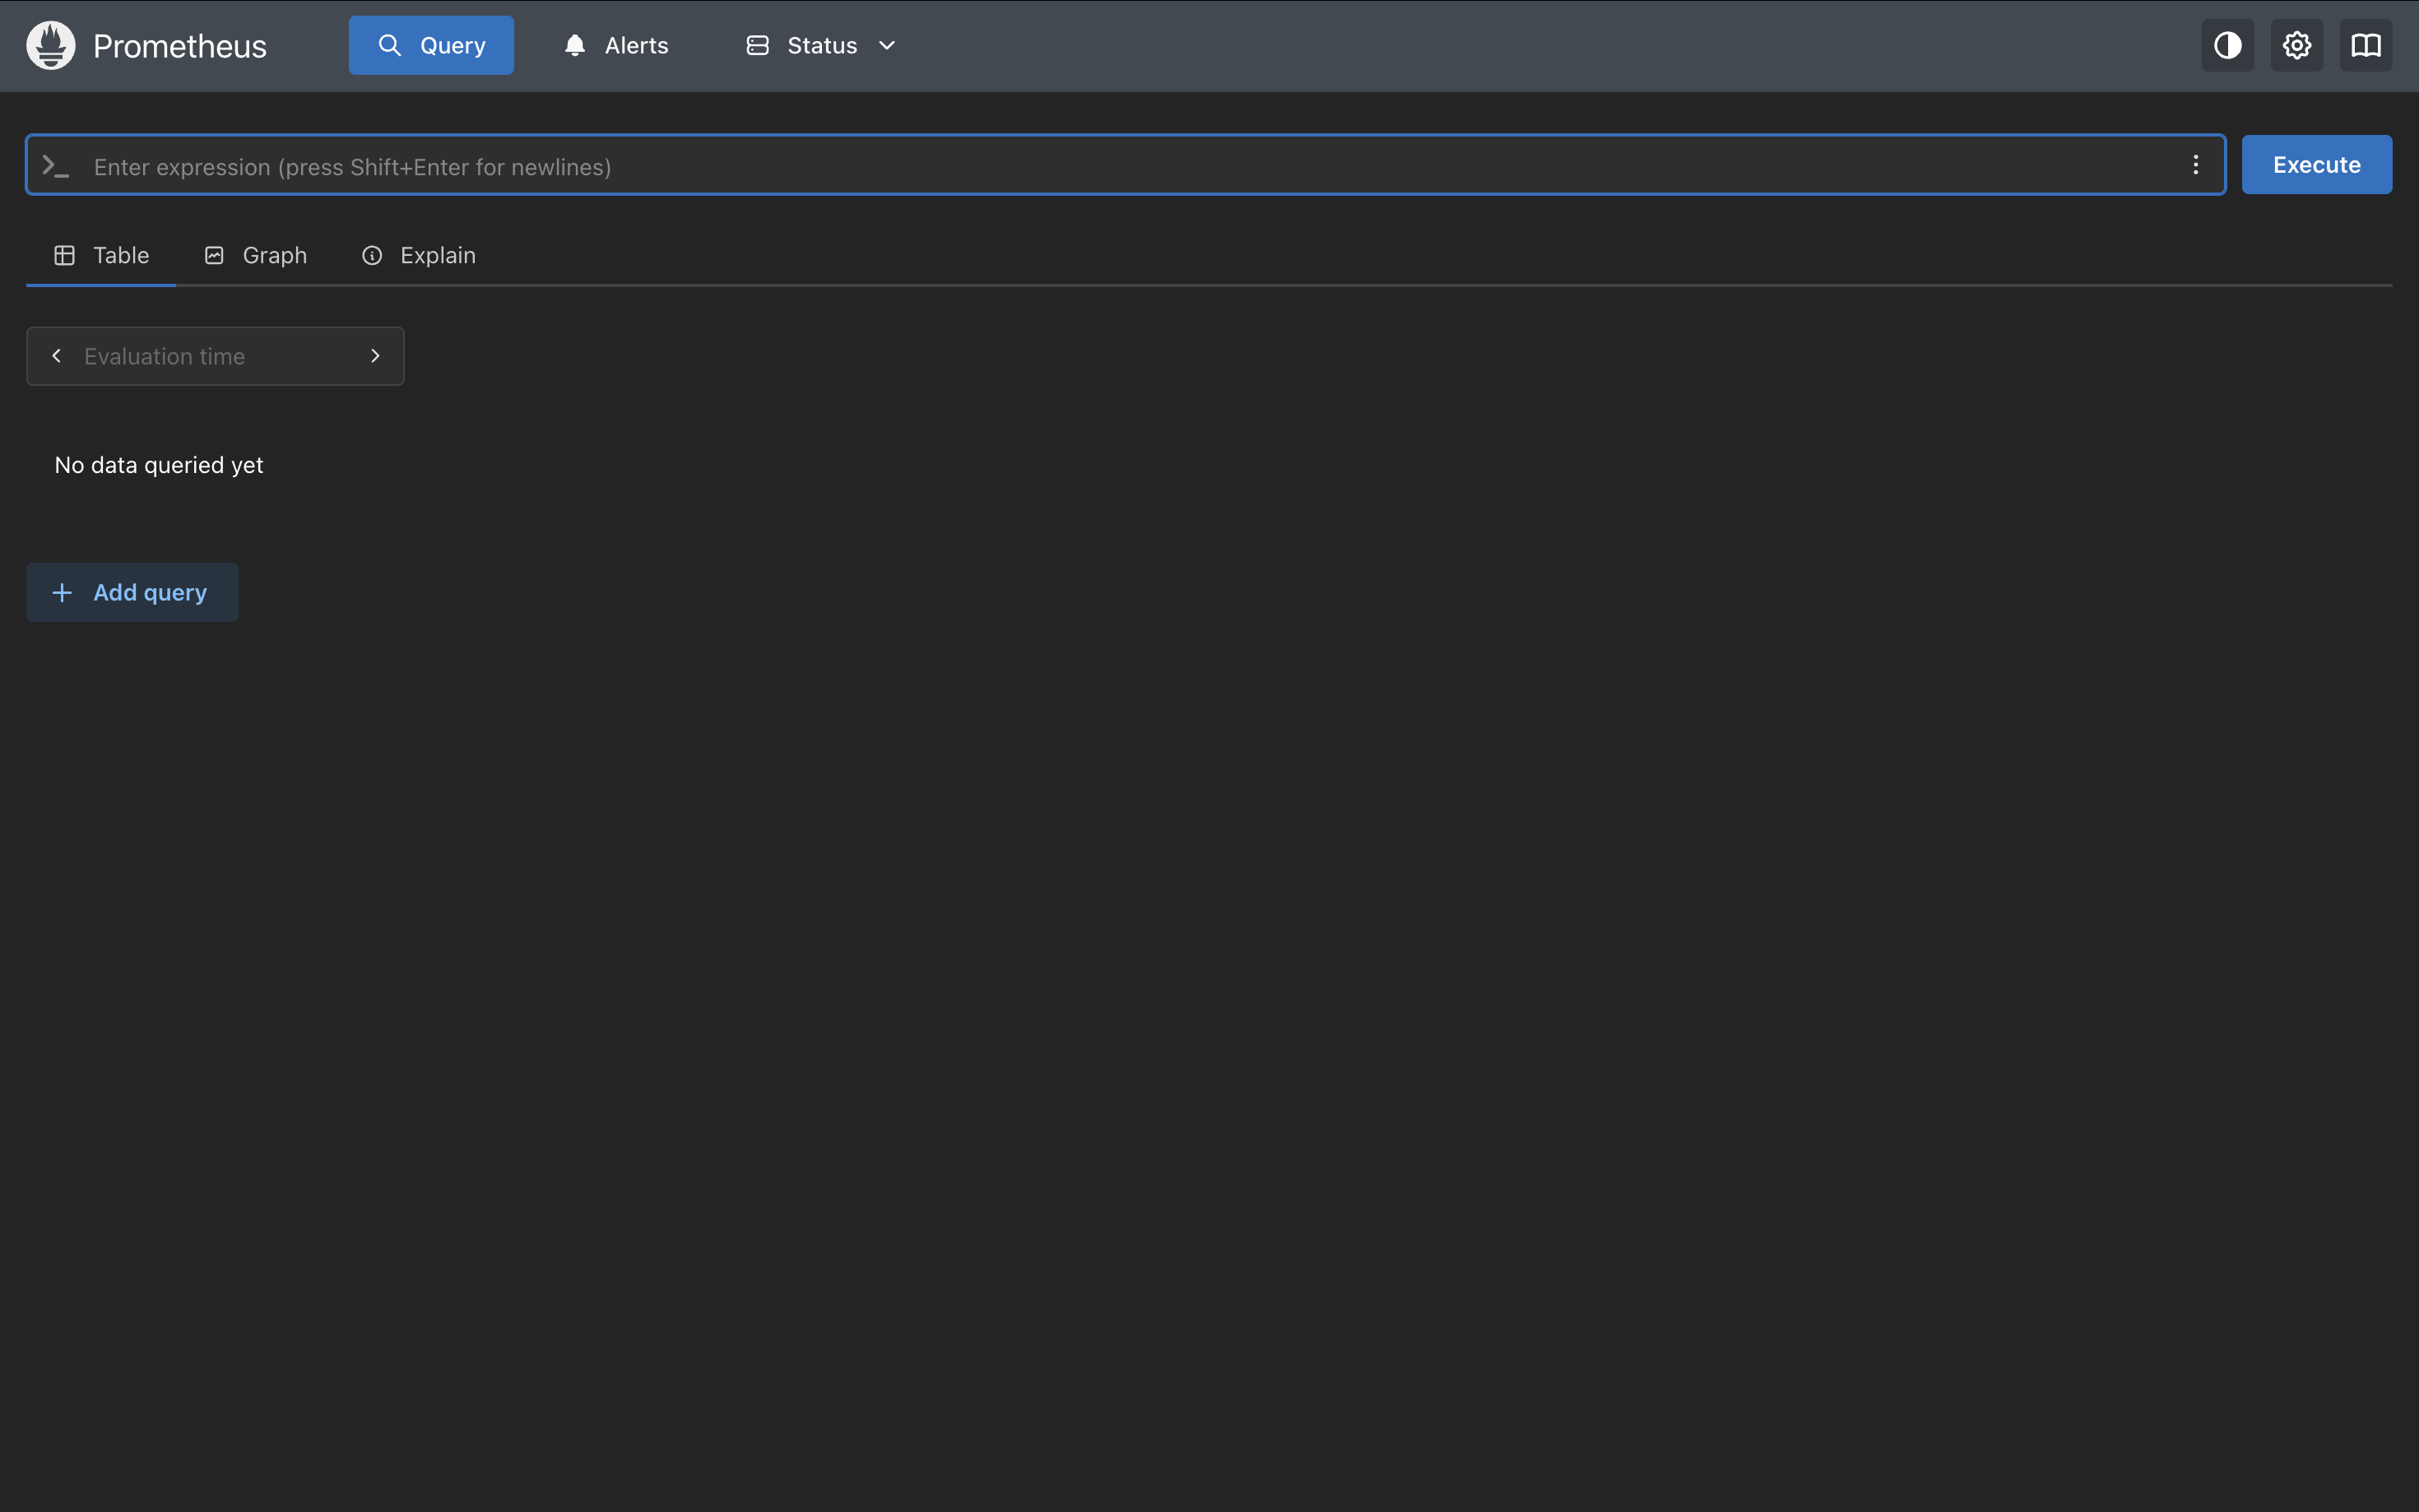 Prometheus
Query
Alerts
Status
Enter expression (press Shift+Enter for newlines)
Execute
Table
Graph
Explain
Evaluation time
No data queried yet
Add query